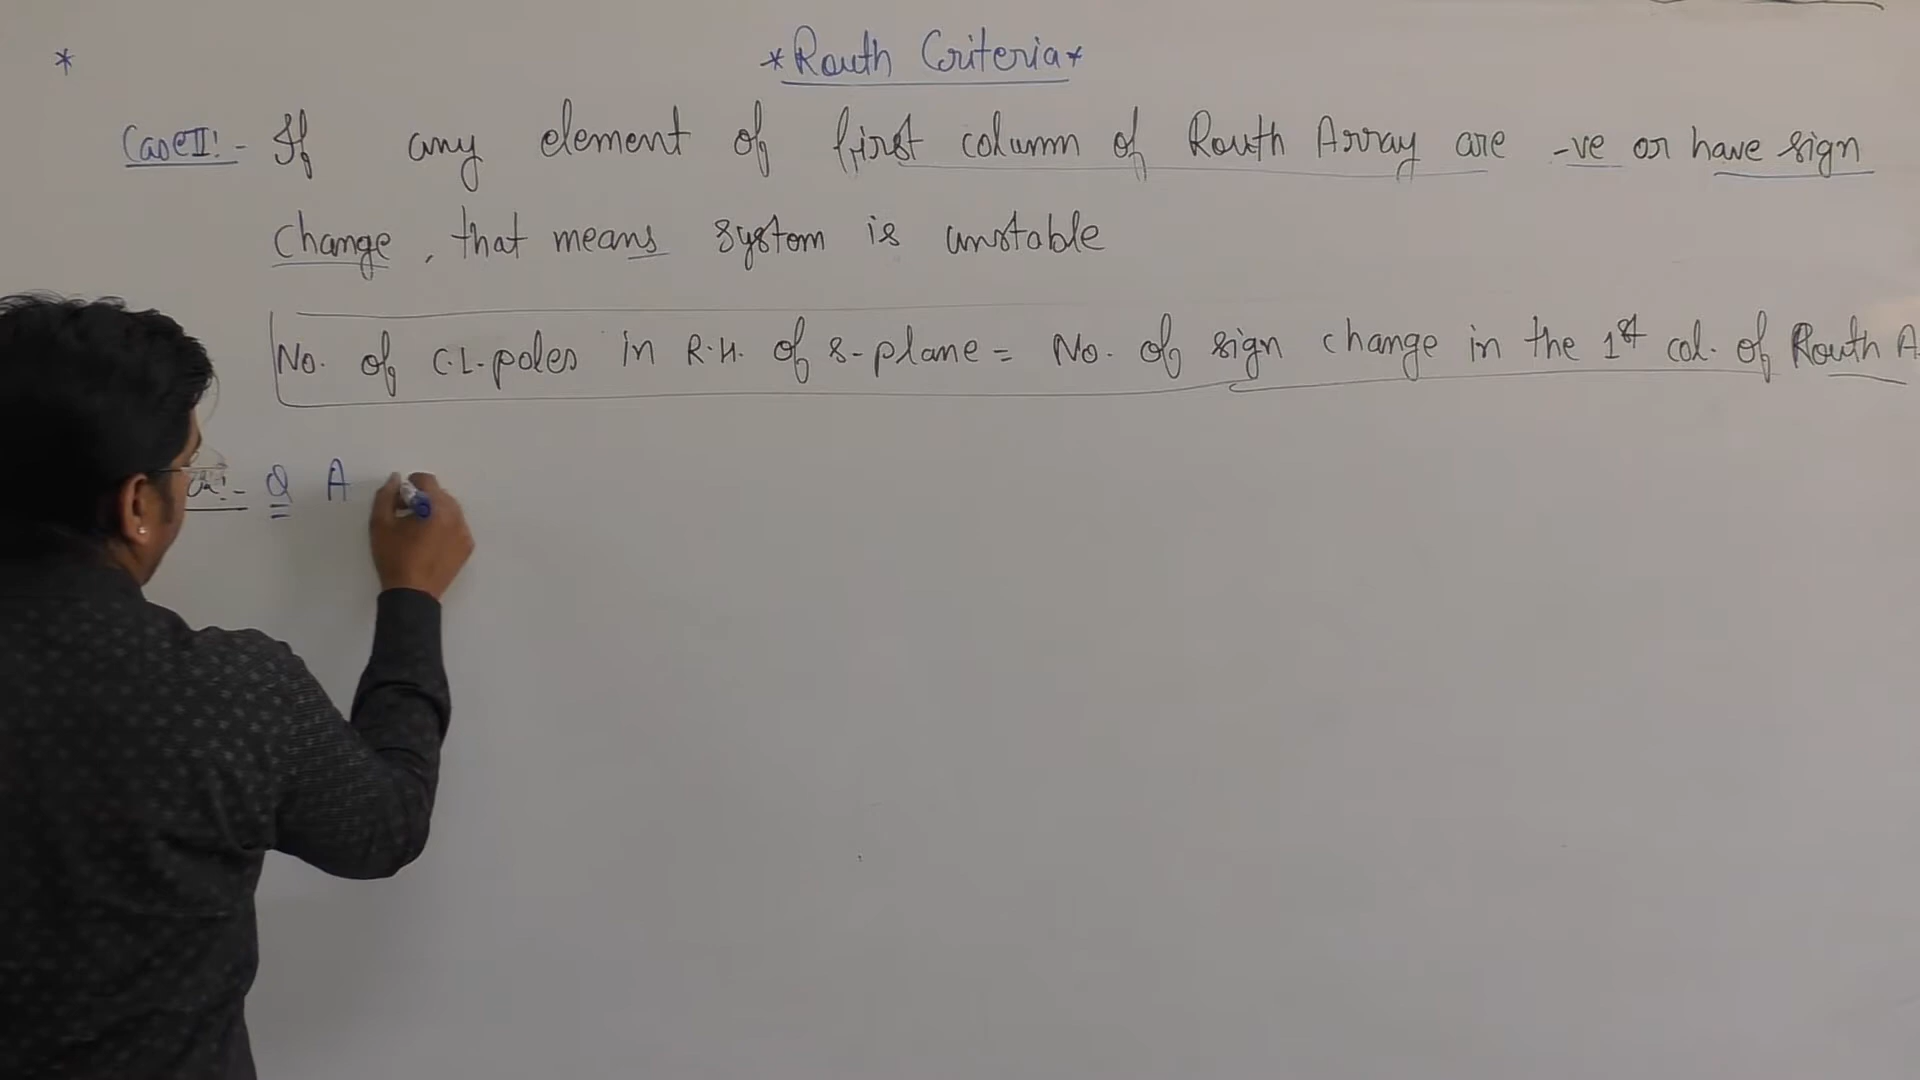 *
*Routh Criteria*
Case II:- If any element of first column of Routh Array are -ve or have sign
change, that means system is unstable
No. of C.L. poles in R.H. of s-plane = No. of sign change in the 1st col. of Routh A
:- Q A